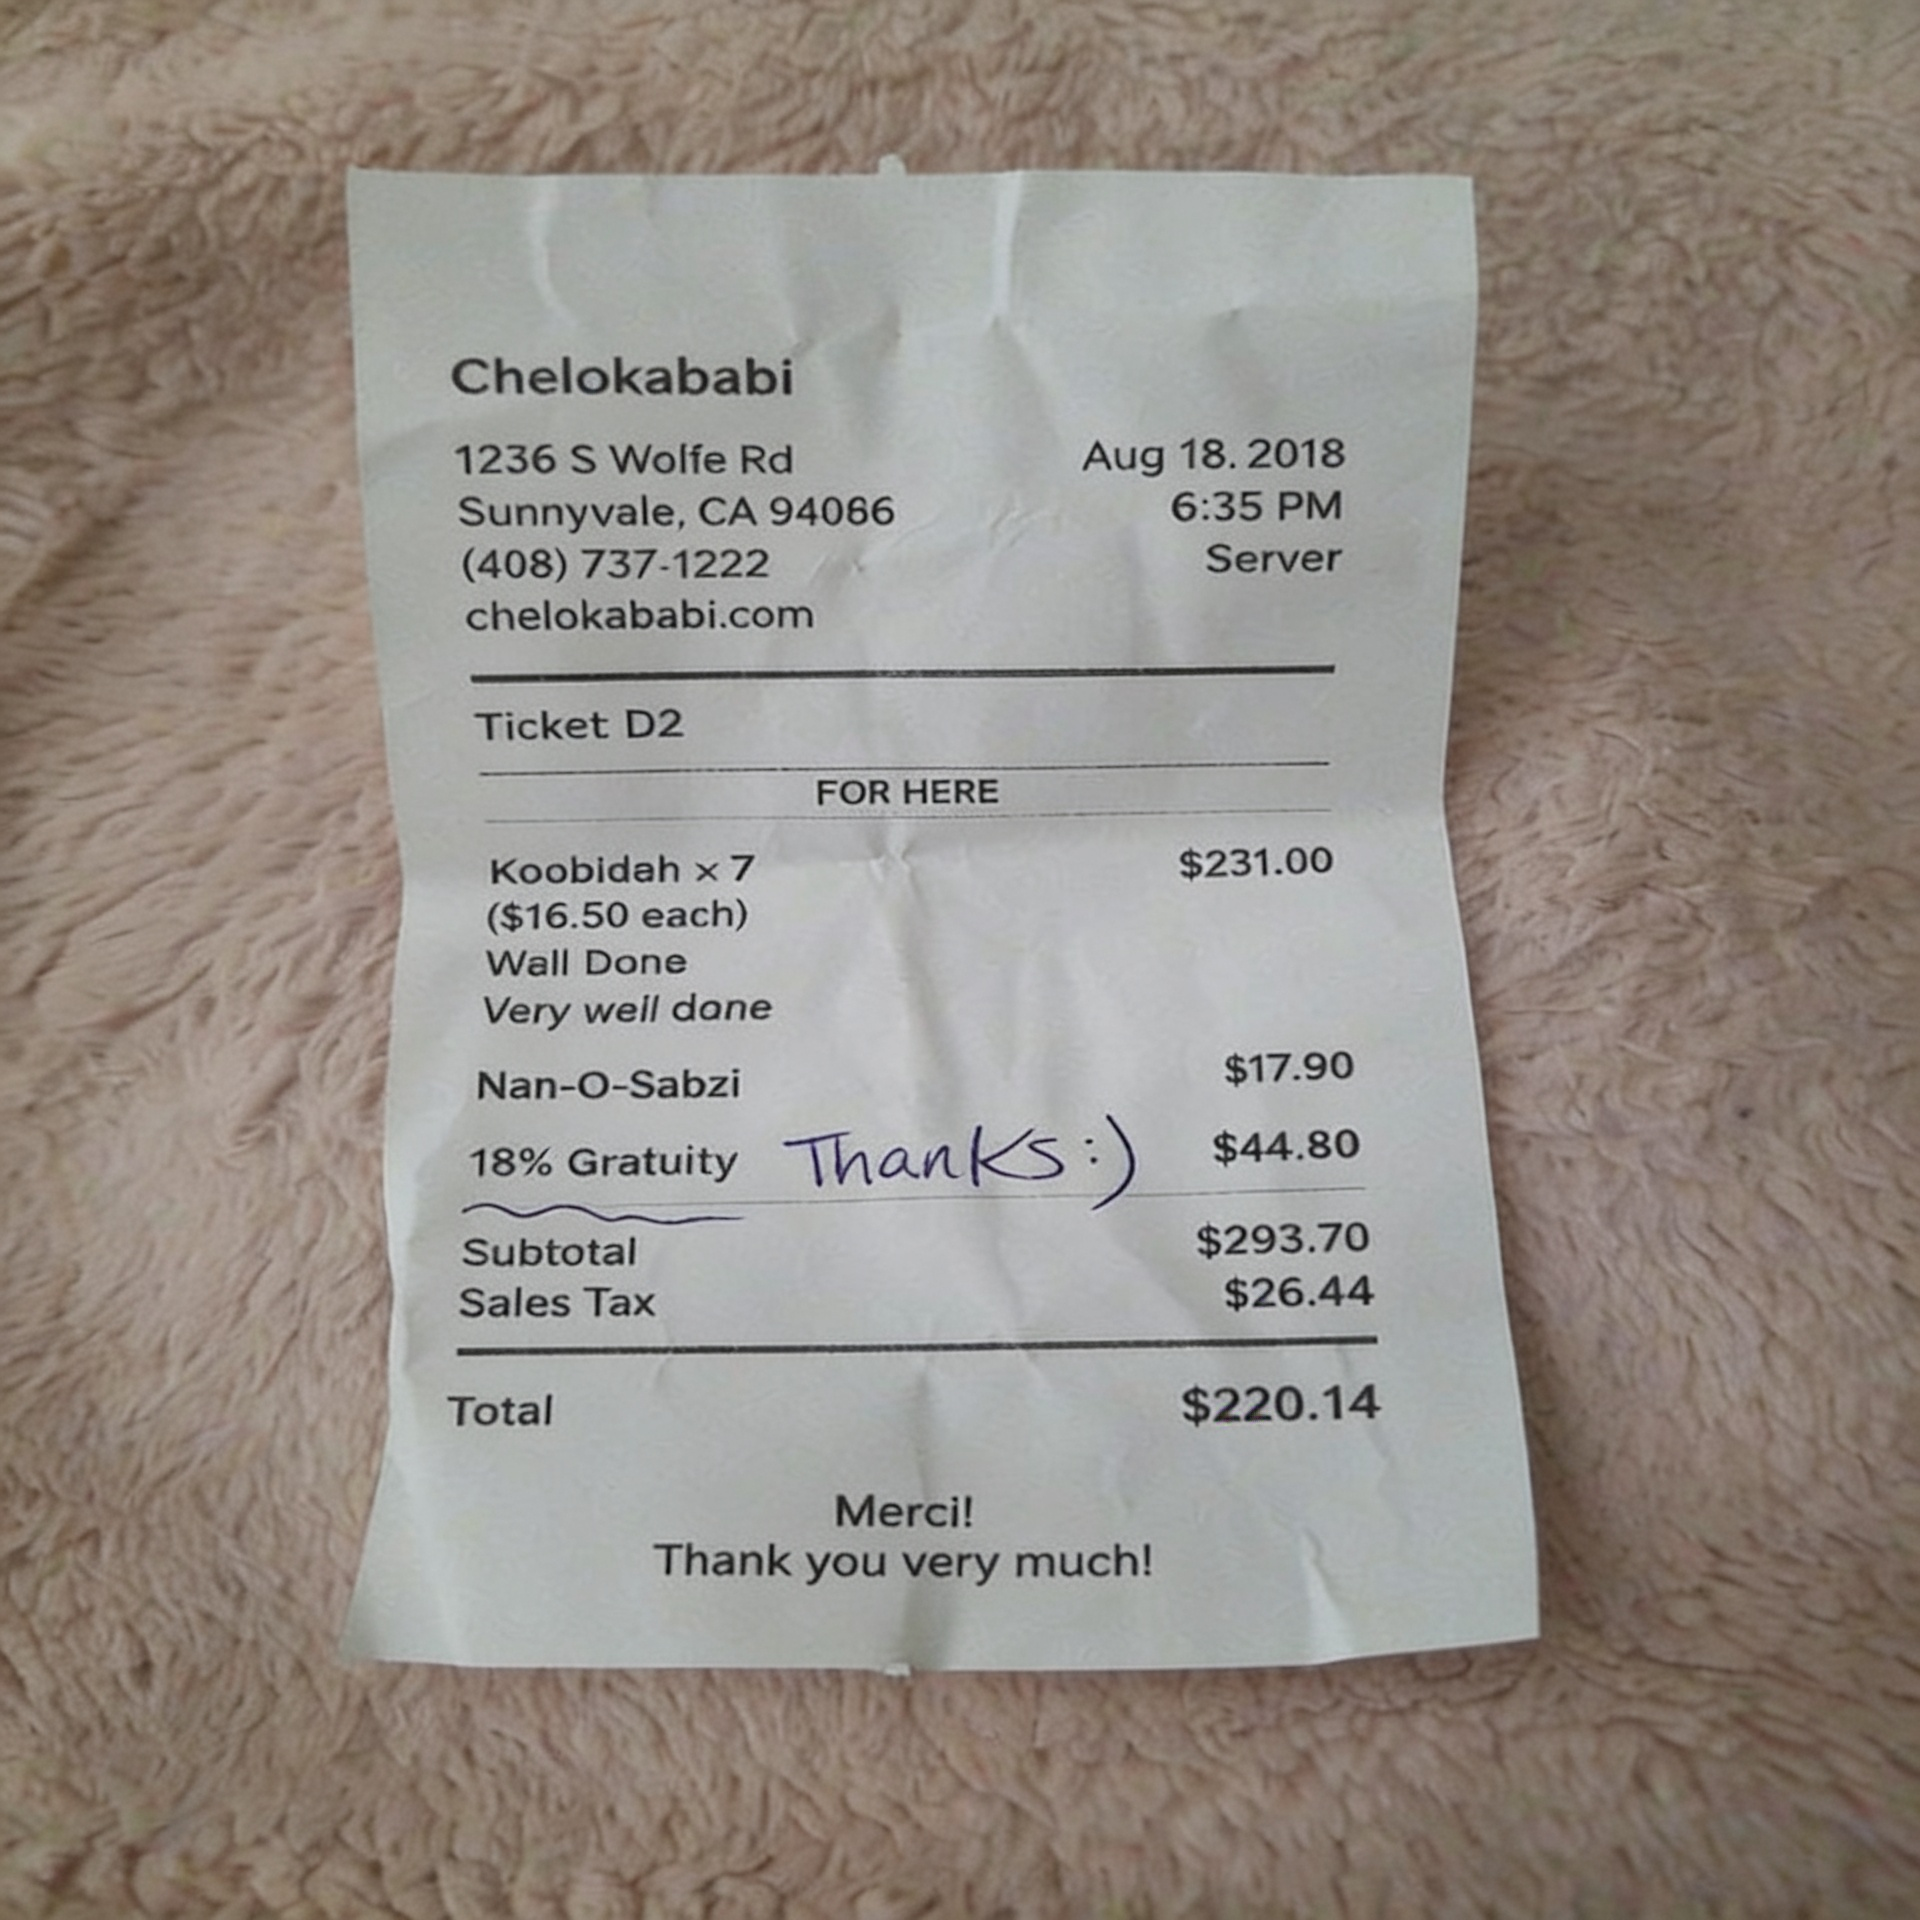 Chelokababi
1236 S Wolfe Rd
Sunnyvale, CA 94086
(408) 737-1222
chelokababi.com
Aug 18. 2018
6:35 PM
Server
Ticket D2
FOR HERE
Koobidah × 7 $231.00
($16.50 each)
Wall Done
Very well done
Nan-O-Sabzi $17.90
18% Gratuity Thanks :) $44.80
Subtotal $293.70
Sales Tax $26.44
Total $220.14
Merci!
Thank you very much!